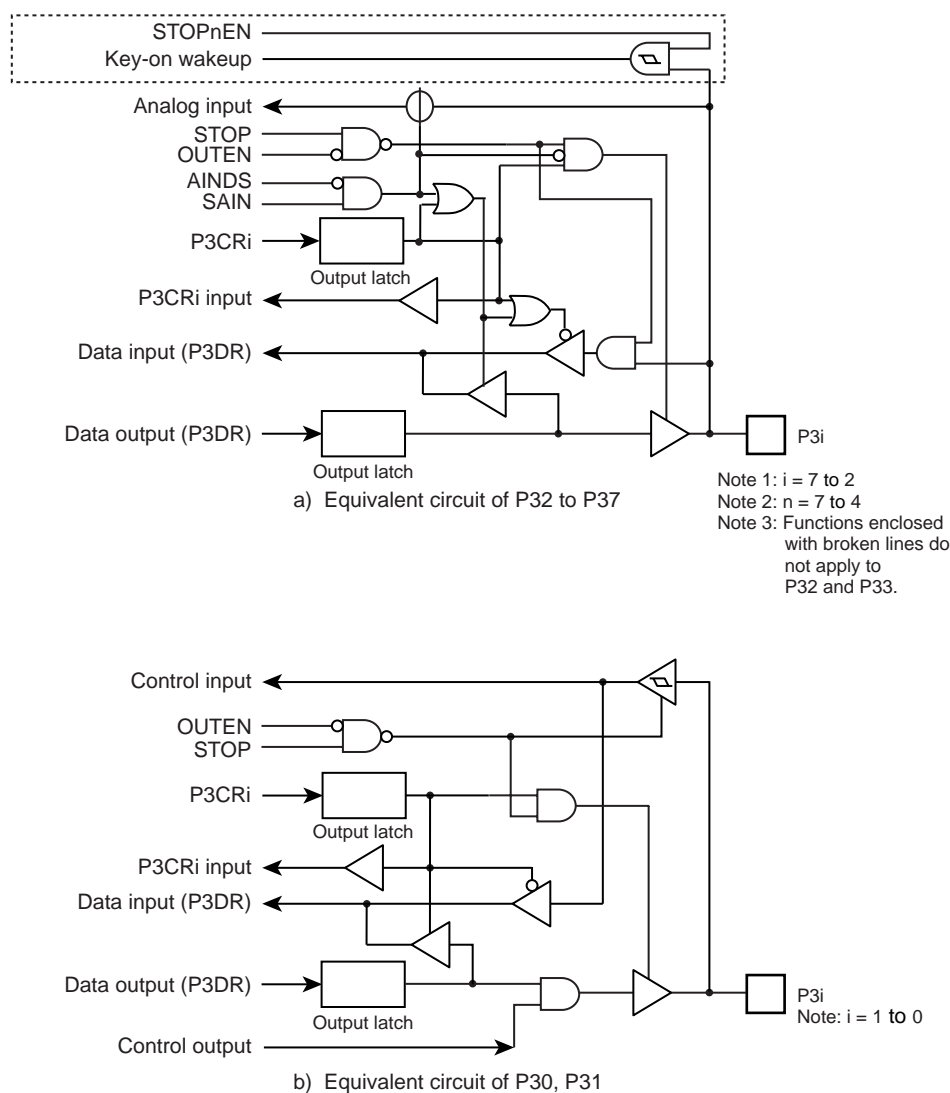 STOPnEN
Key-on wakeup
Analog input
STOP
OUTEN
AINDS
SAIN
P3CRi
Output latch
P3CRi input
Data input (P3DR)
Data output (P3DR)
Output latch
P3i
a) Equivalent circuit of P32 to P37
Note 1: i = 7 to 2
Note 2: n = 7 to 4
Note 3: Functions enclosed
with broken lines do
not apply to
P32 and P33.
Control input
OUTEN
STOP
P3CRi
Output latch
P3CRi input
Data input (P3DR)
Data output (P3DR)
Output latch
P3i
Note: i = 1 to 0
Control output
b) Equivalent circuit of P30, P31